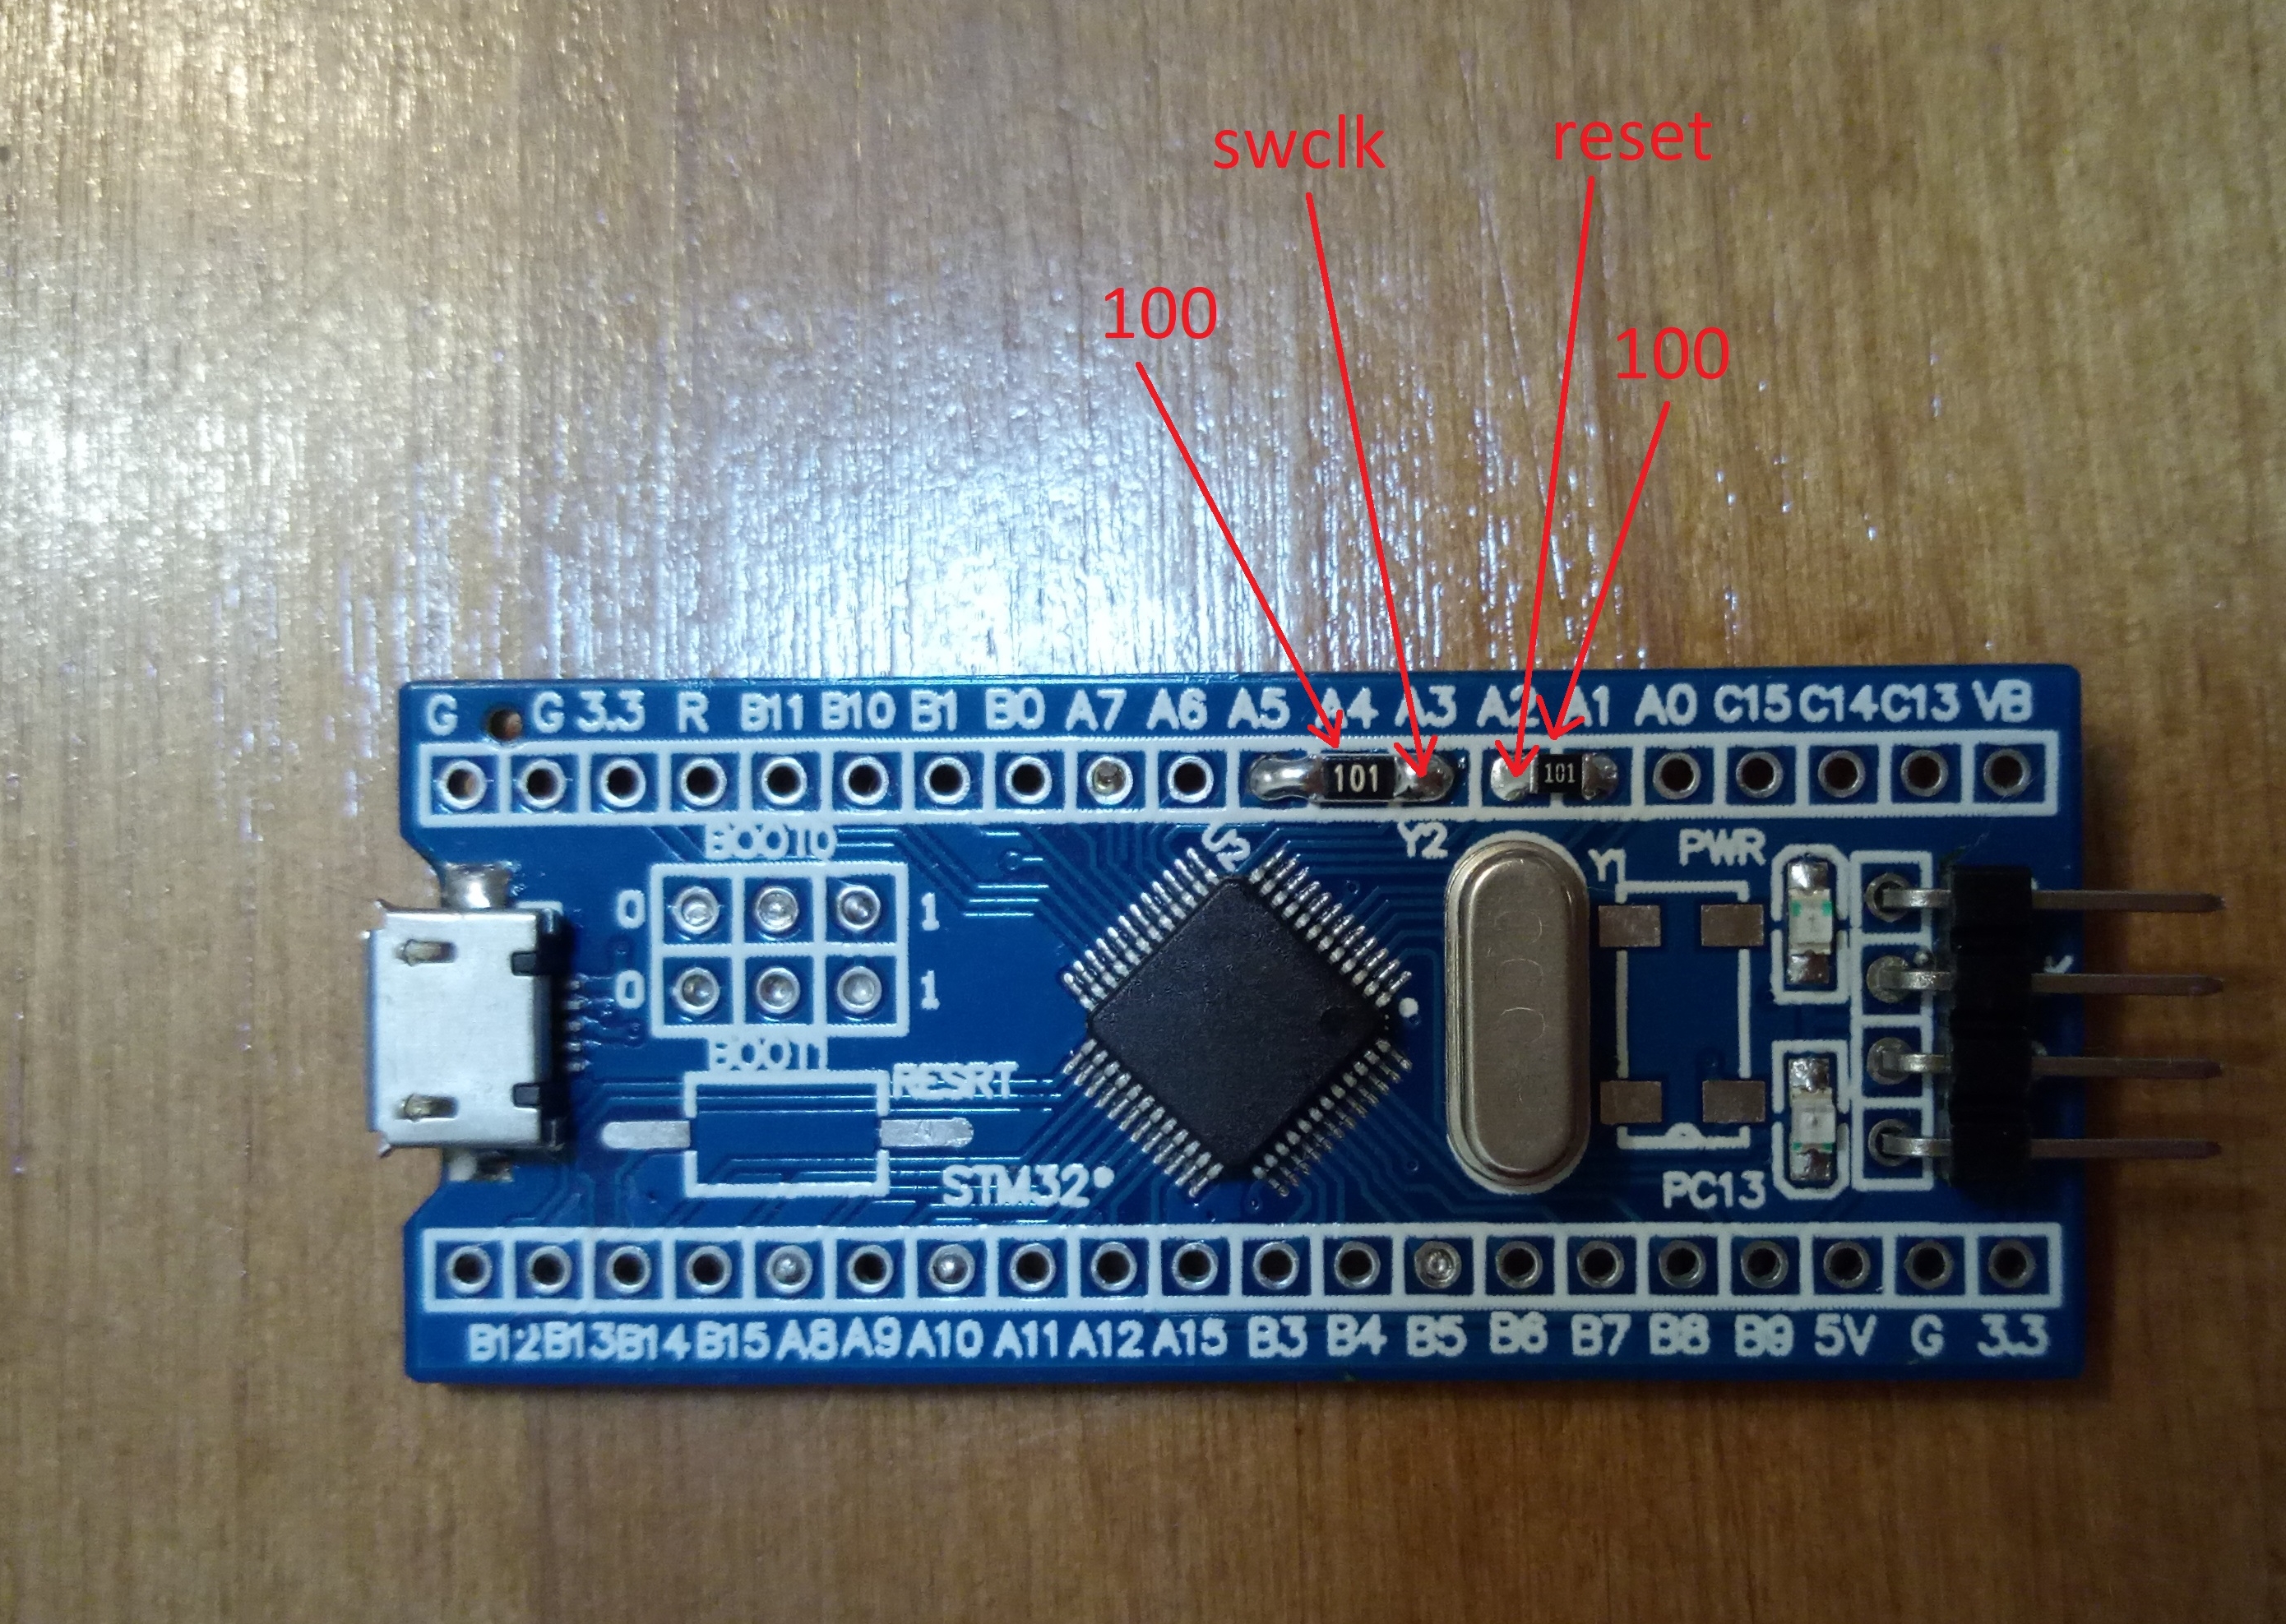 swclk
reset
100
100
G G 3.3 R B11 B10 B1 B0 A7 A6 A5 A4 A3 A2 A1 A0 C15 C14 C13 VB
101
101
BOOT0
U2
Y2
Y1
PWR
0 1
0 1
BOOT1
RESRT
STM32
PC13
B12 B13 B14 B15 A8 A9 A10 A11 A12 A15 B3 B4 B5 B6 B7 B8 B9 5V G 3.3